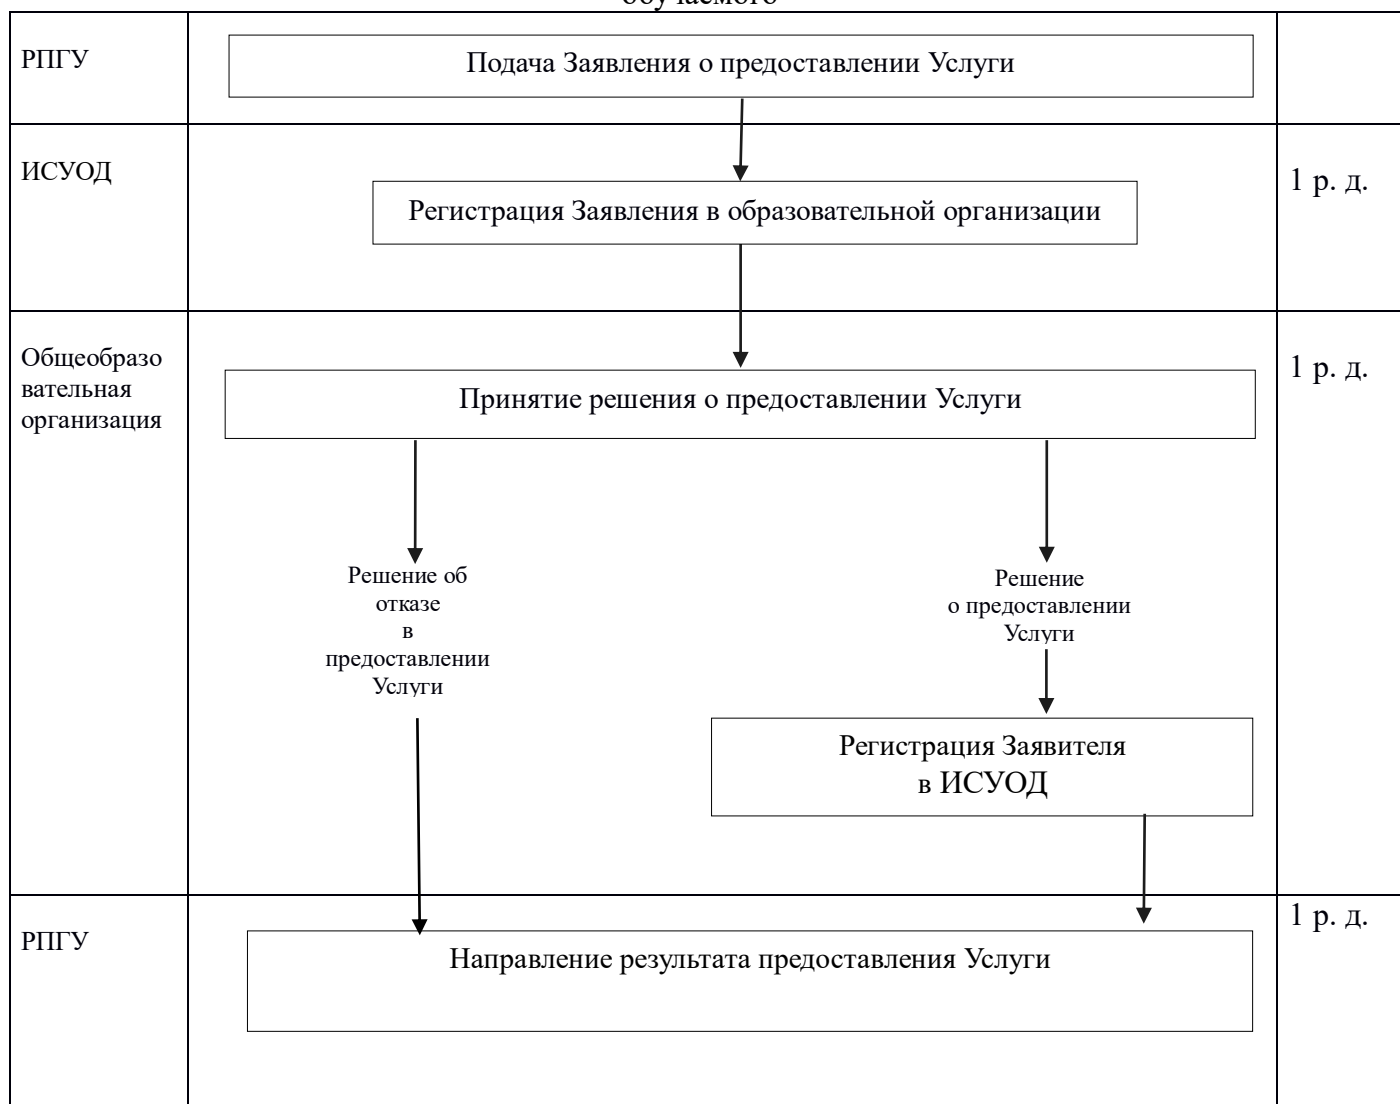 обучаемого
РПГУ
Подача Заявления о предоставлении Услуги
ИСУОД
1 р. д.
Регистрация Заявления в образовательной организации
Общеобразо
вательная
организация
1 р. д.
Принятие решения о предоставлении Услуги
Решение об
отказе
в
предоставлении
Услуги
Решение
о предоставлении
Услуги
Регистрация Заявителя
в ИСУОД
РПГУ
1 р. д.
Направление результата предоставления Услуги